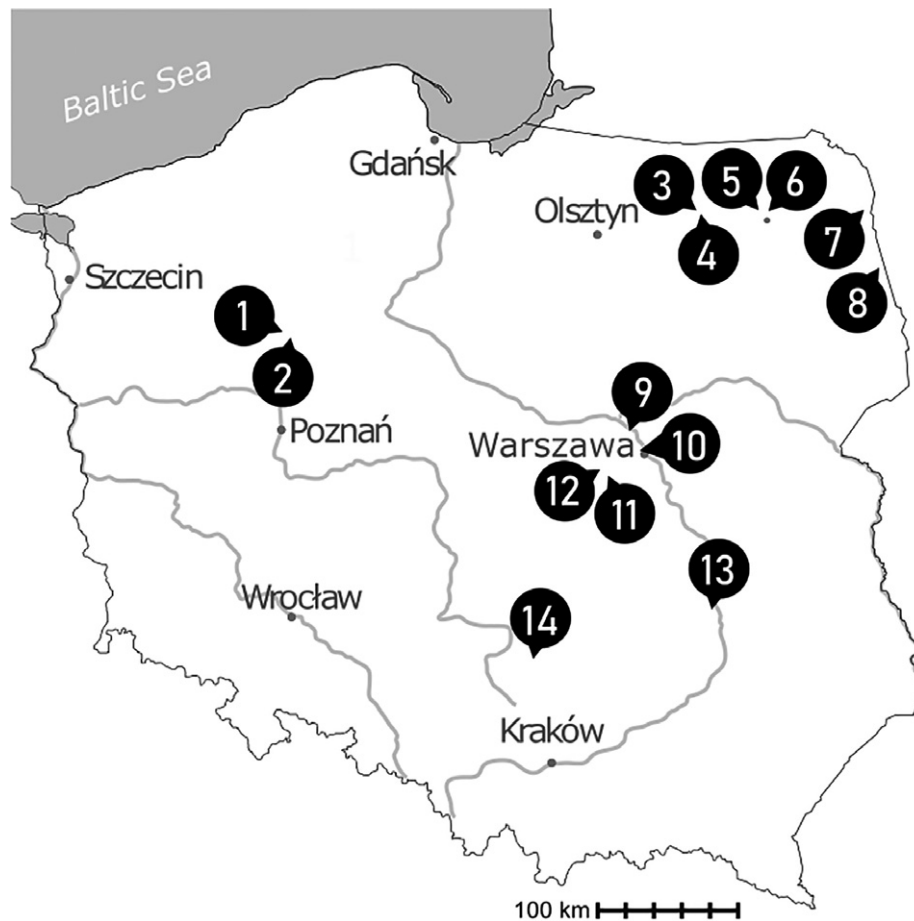 Baltic Sea
Gdańsk
3
5
6
Olsztyn
7
4
Szczecin
8
1
2
9
Poznań
Warszawa
10
12
11
13
Wrocław
14
Kraków
100 km